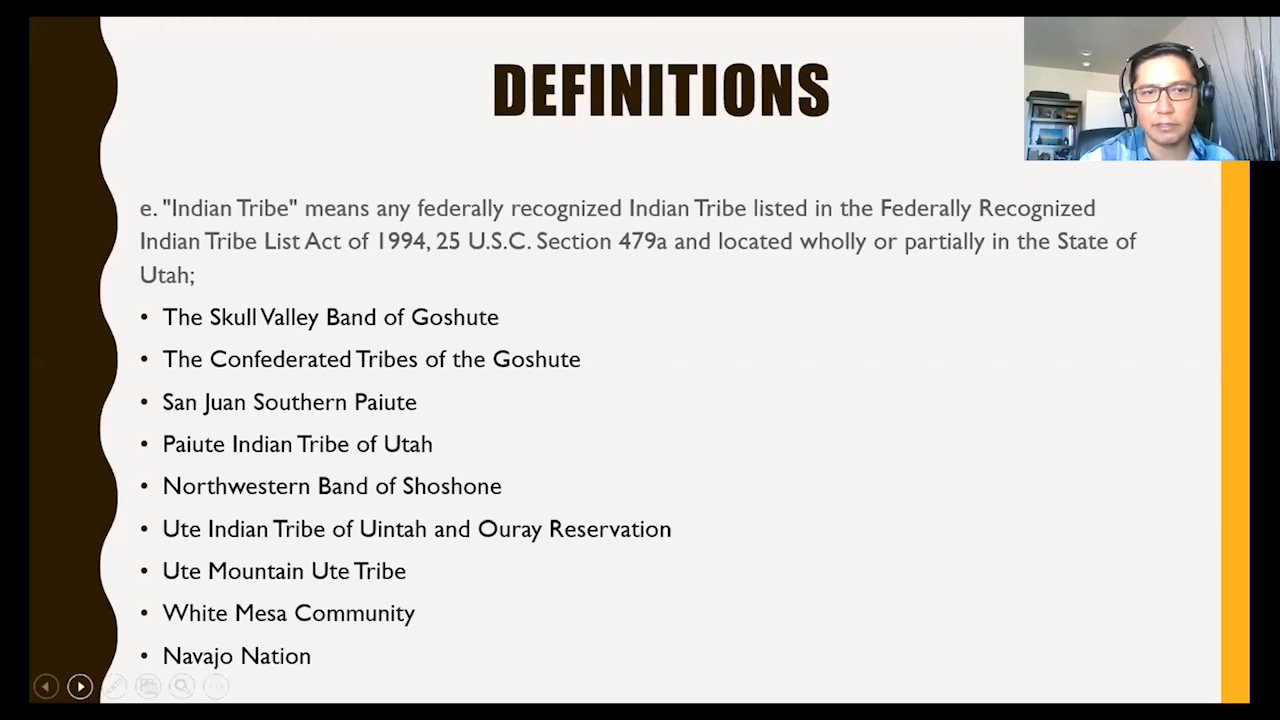 DEFINITIONS
e. "Indian Tribe" means any federally recognized Indian Tribe listed in the Federally Recognized
Indian Tribe List Act of 1994, 25 U.S.C. Section 479a and located wholly or partially in the State of
Utah;
• The Skull Valley Band of Goshute
• The Confederated Tribes of the Goshute
• San Juan Southern Paiute
• Paiute Indian Tribe of Utah
• Northwestern Band of Shoshone
• Ute Indian Tribe of Uintah and Ouray Reservation
• Ute Mountain Ute Tribe
• White Mesa Community
• Navajo Nation